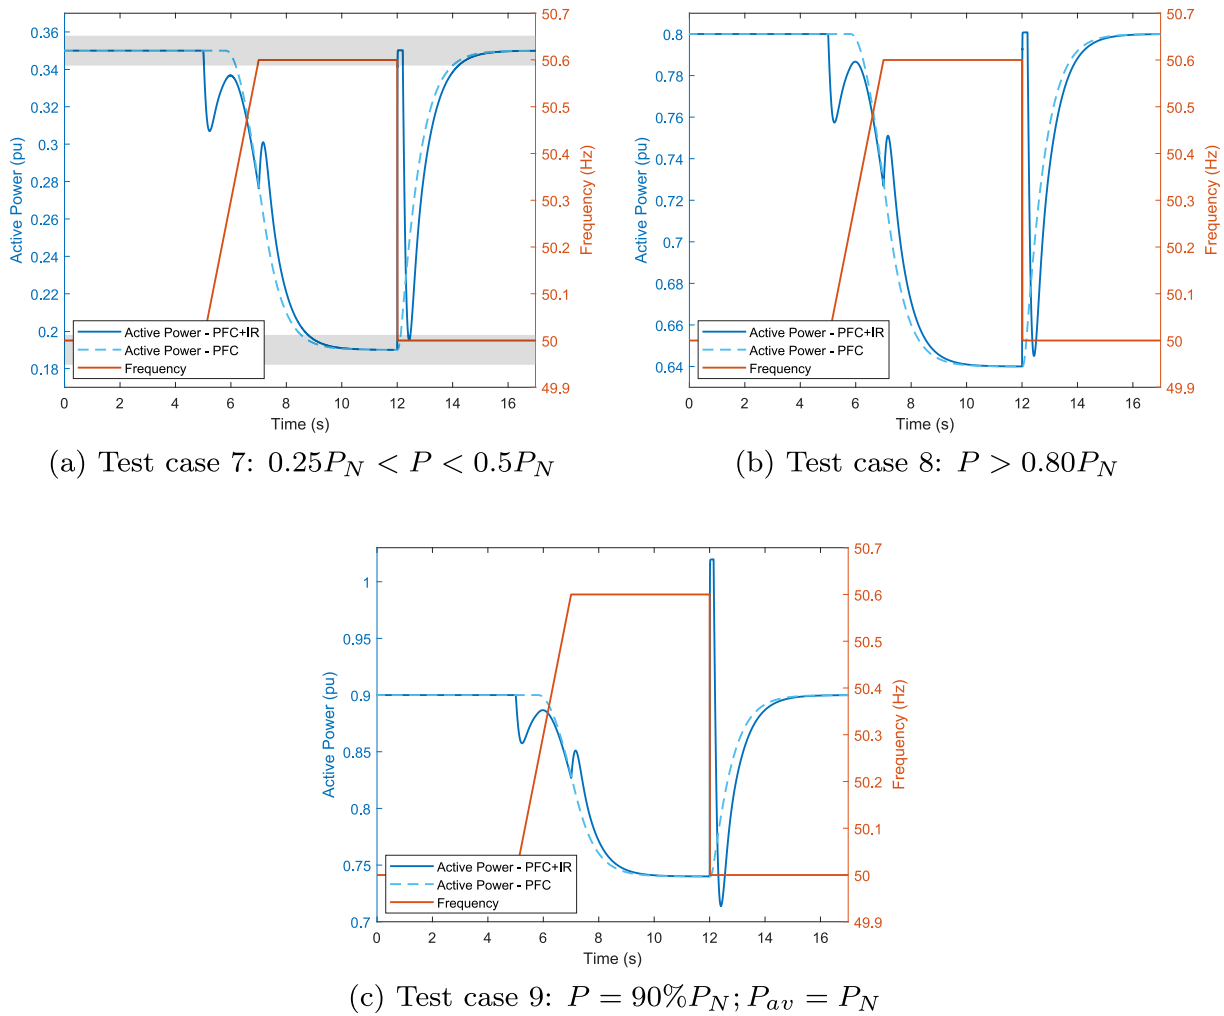 0.36
0.34
0.32
0.3
0.28
0.26
0.24
0.22
0.2
0.18
Active Power (pu)
50.7
50.6
50.5
50.4
50.3
50.2
50.1
50
49.9
Frequency (Hz)
Active Power - PFC+IR
Active Power - PFC
Frequency
0 2 4 6 8 10 12 14 16
Time (s)
(a) Test case 7: 0.25P_N < P < 0.5P_N
0.8
0.78
0.76
0.74
0.72
0.7
0.68
0.66
0.64
Active Power (pu)
50.7
50.6
50.5
50.4
50.3
50.2
50.1
50
49.9
Frequency (Hz)
Active Power - PFC+IR
Active Power - PFC
Frequency
0 2 4 6 8 10 12 14 16
Time (s)
(b) Test case 8: P > 0.80P_N
1
0.95
0.9
0.85
0.8
0.75
0.7
Active Power (pu)
50.7
50.6
50.5
50.4
50.3
50.2
50.1
50
49.9
Frequency (Hz)
Active Power - PFC+IR
Active Power - PFC
Frequency
0 2 4 6 8 10 12 14 16
Time (s)
(c) Test case 9: P = 90%P_N; P_av = P_N